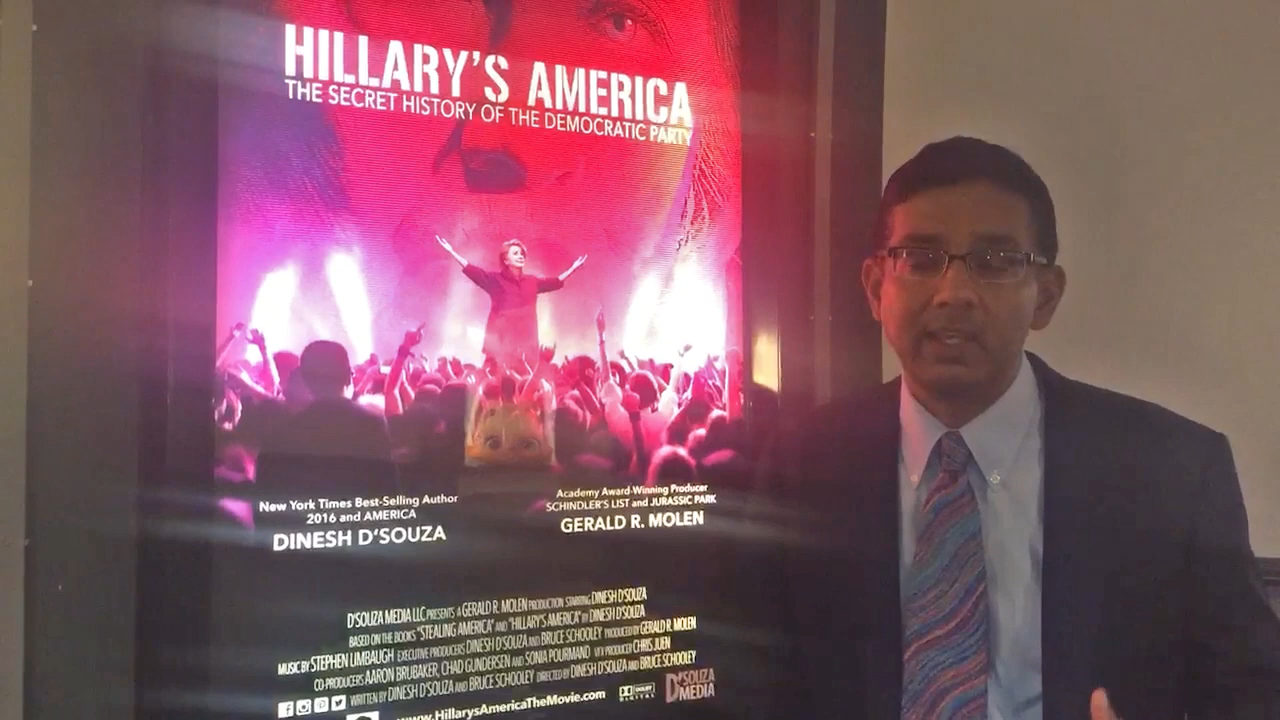 HILLARY'S AMERICA
THE SECRET HISTORY OF THE DEMOCRATIC PARTY
New York Times Best-Selling Author
2016 and AMERICA
DINESH D'SOUZA
Academy Award-Winning Producer
SCHINDLER'S LIST and JURASSIC PARK
GERALD R. MOLEN
D'SOUZA MEDIA LLC PRESENTS A GERALD R. MOLEN PRODUCTION STARRING DINESH D'SOUZA
BASED ON THE BOOKS "STEALING AMERICA" AND "HILLARY'S AMERICA" BY DINESH D'SOUZA
MUSIC BY STEPHEN LIMBAUGH EXECUTIVE PRODUCERS DINESH D'SOUZA AND BRUCE SCHOOLEY PRODUCED BY GERALD R. MOLEN
CO-PRODUCERS AARON BRUBAKER, CHAD GUNDERSEN AND SONIA POURMAND VFX PRODUCER CHRIS JUEN
WRITTEN BY DINESH D'SOUZA AND BRUCE SCHOOLEY DIRECTED BY DINESH D'SOUZA AND BRUCE SCHOOLEY
www.HillarysAmericaTheMovie.com
DOLBY DIGITAL
D'SOUZA MEDIA